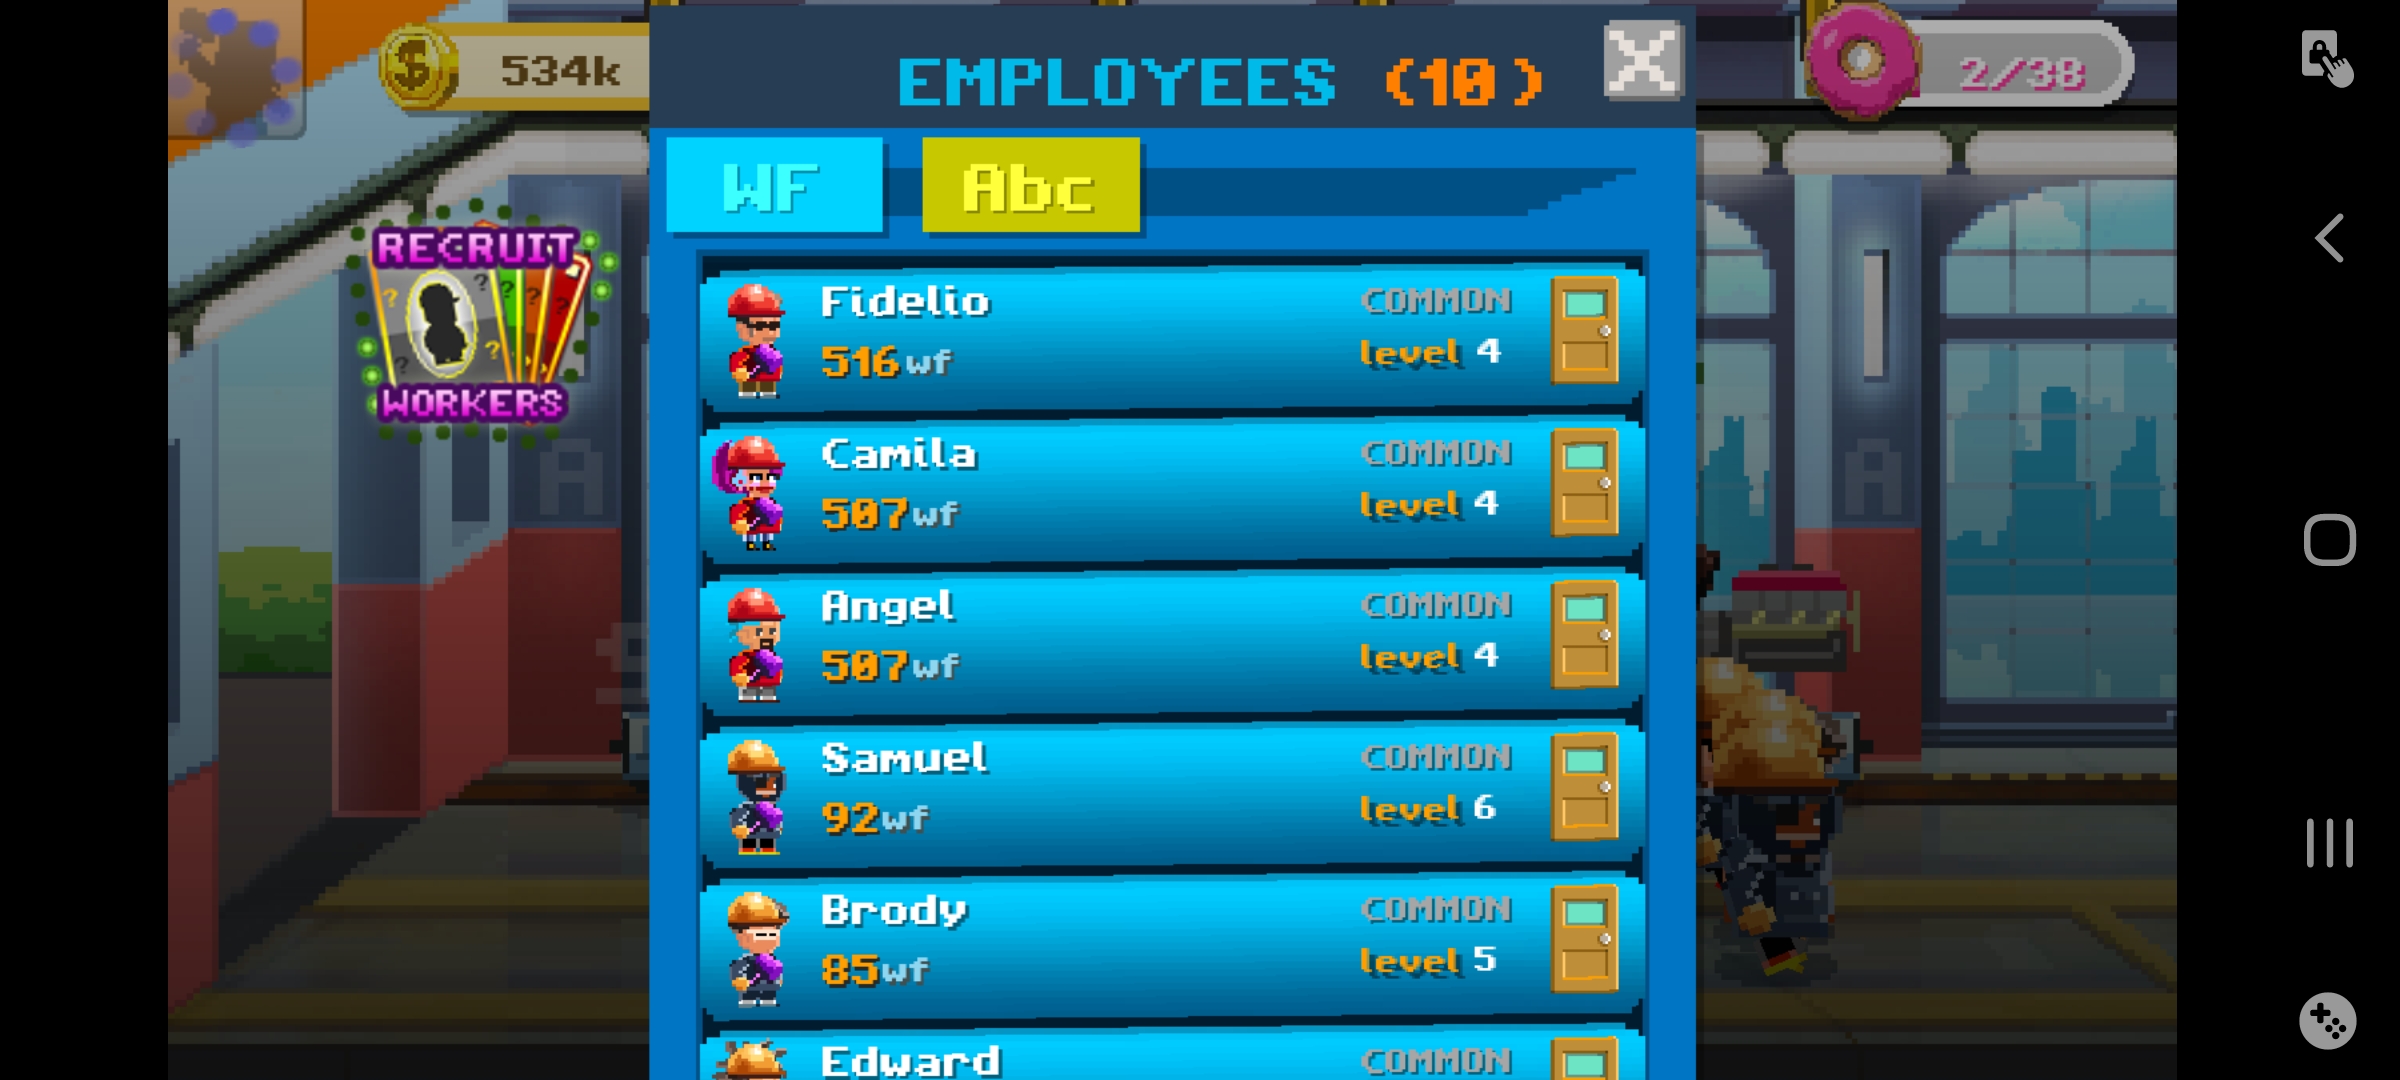 534k
EMPLOYEES (10)
2/38
WF
Abc
RECRUIT
WORKERS
Fidelio
COMMON
516wf
level 4
Camila
COMMON
507wf
level 4
Angel
COMMON
507wf
level 4
Samuel
COMMON
92wf
level 6
Brody
COMMON
85wf
level 5
Edward
COMMON
A
A